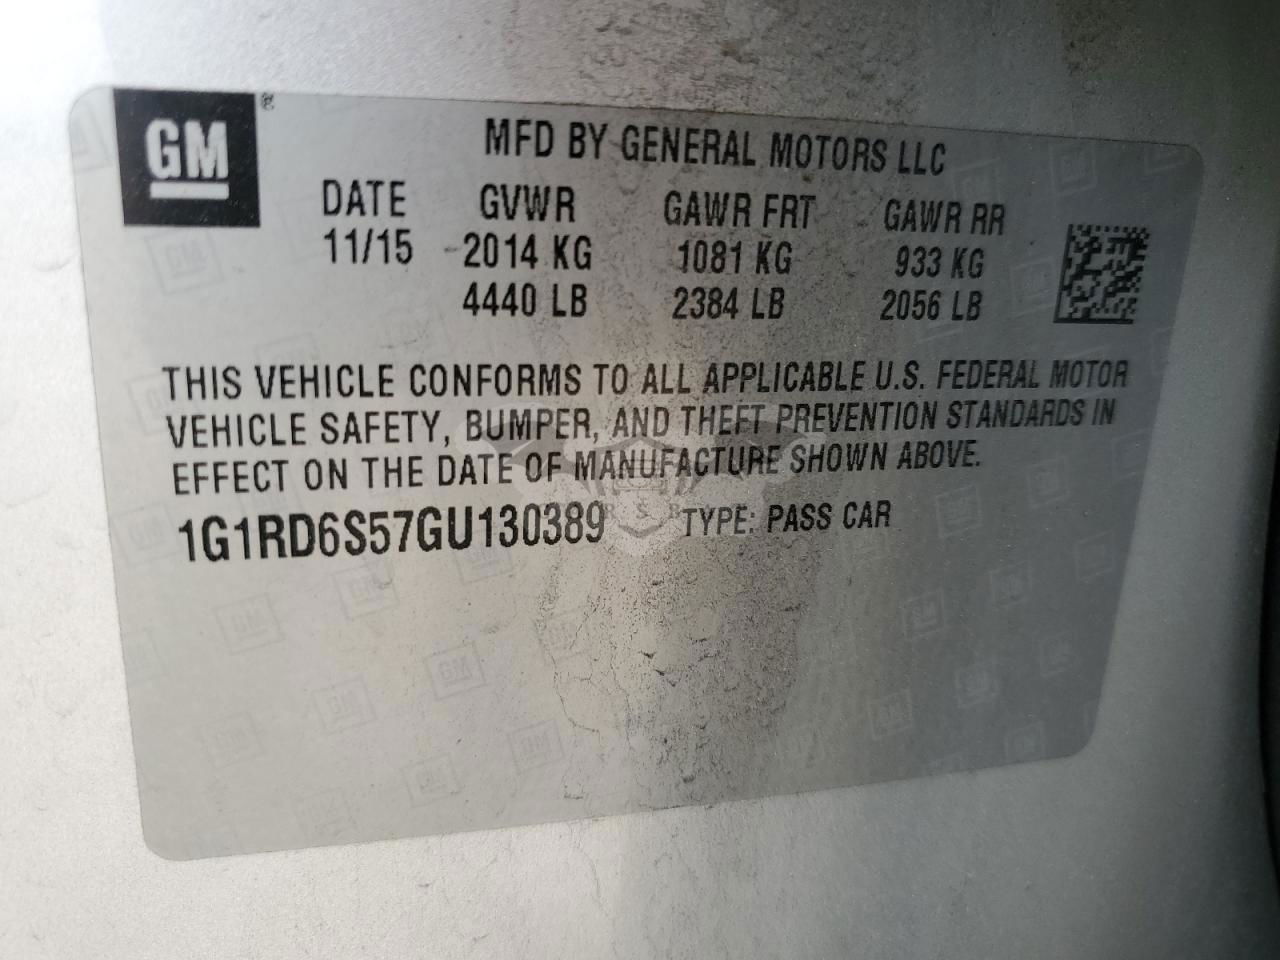 GM ®
MFD BY GENERAL MOTORS LLC
DATE GVWR GAWR FRT GAWR RR
11/15 2014 KG 1081 KG 933 KG
4440 LB 2384 LB 2056 LB
THIS VEHICLE CONFORMS TO ALL APPLICABLE U.S. FEDERAL MOTOR
VEHICLE SAFETY, BUMPER, AND THEFT PREVENTION STANDARDS IN
EFFECT ON THE DATE OF MANUFACTURE SHOWN ABOVE.
1G1RD6S57GU130389 TYPE: PASS CAR